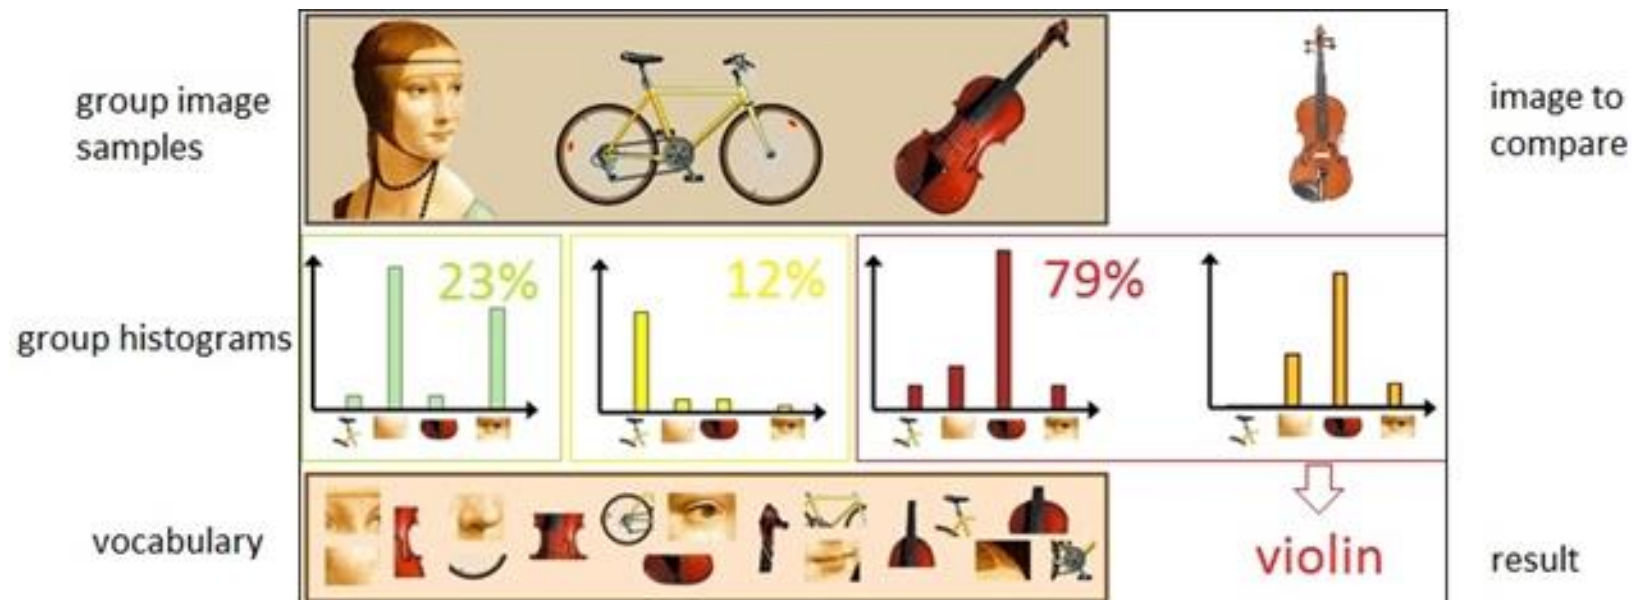 group image
samples
image to
compare
group histograms
23%
12%
79%
vocabulary
violin
result